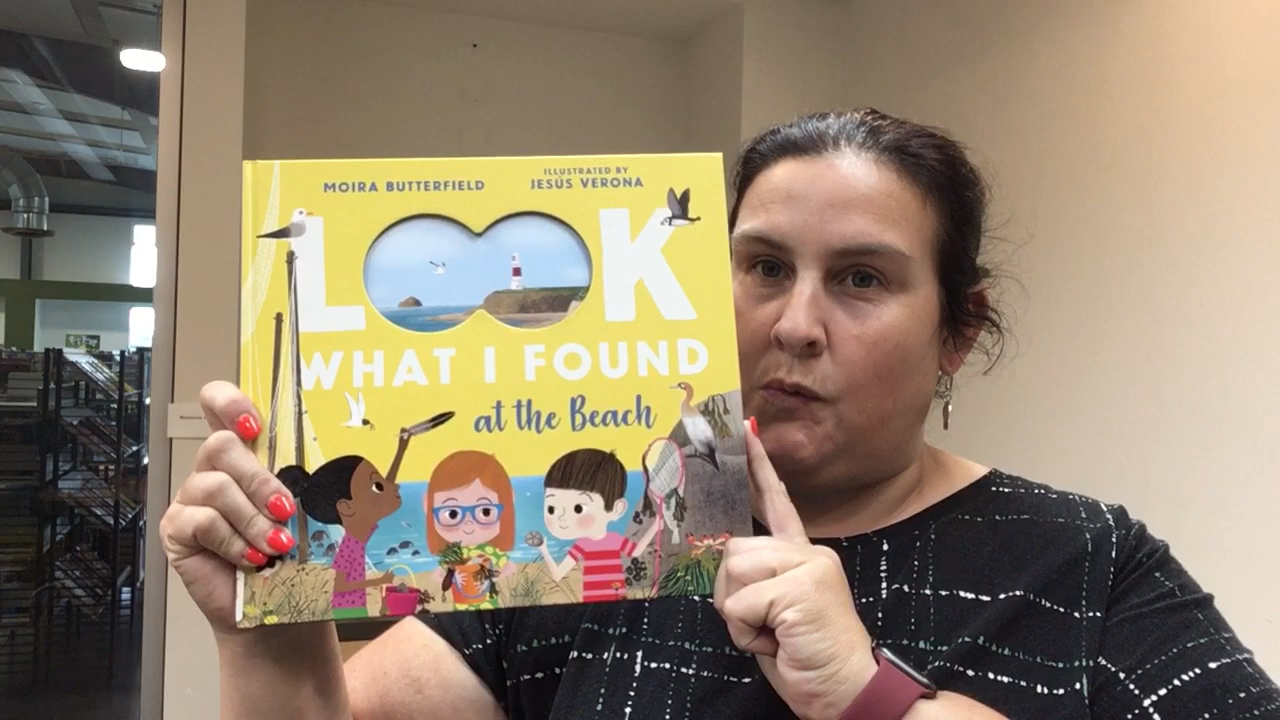 MOIRA BUTTERFIELD
ILLUSTRATED BY
JESÚS VERONA
LOOK
WHAT I FOUND
at the Beach